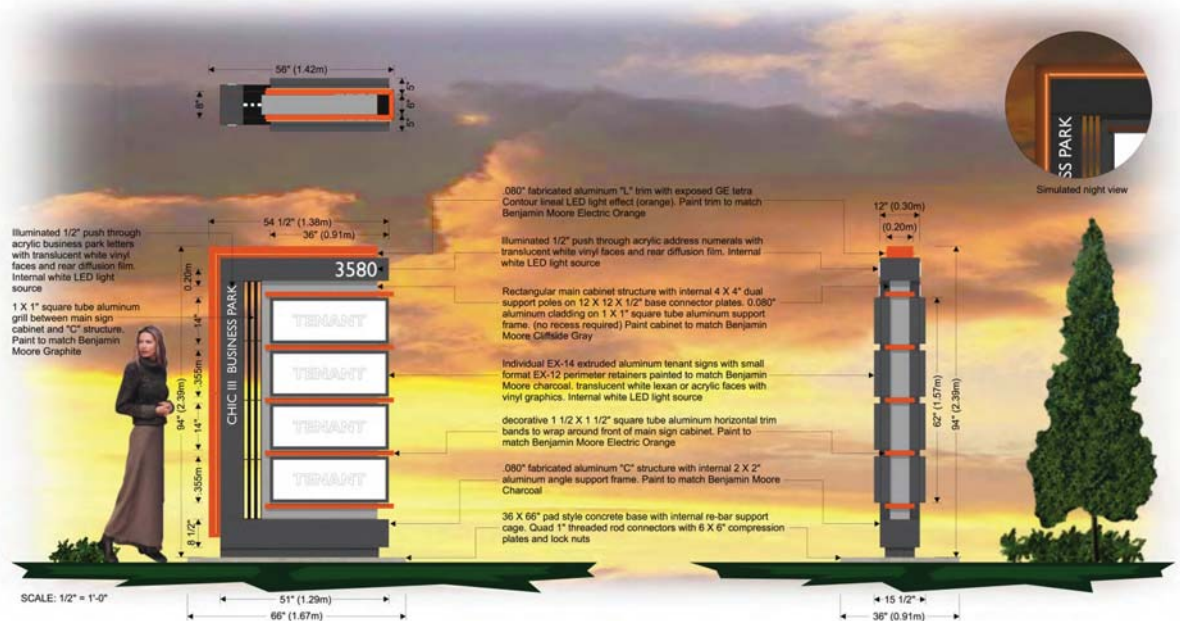 56" (1.42m)
8"
5"
6"
5"
SS PARK
Simulated night view
54 1/2" (1.38m)
36" (0.91m)
Illuminated 1/2" push through
acrylic business park letters
with translucent white vinyl
faces and rear diffusion film.
Internal white LED light
source
1 X 1" square tube aluminum
grill between main sign
cabinet and "C" structure.
Paint to match Benjamin
Moore Graphite
94" (2.39m)
0.20m
14"
.355m
14"
.355m
8 1/2"
CHIC III BUSINESS PARK
3580
TENANT
TENANT
TENANT
TENANT
.080" fabricated aluminum "L" trim with exposed GE tetra
Contour lineal LED light effect (orange). Paint trim to match
Benjamin Moore Electric Orange
Illuminated 1/2" push through acrylic address numerals with
translucent white vinyl faces and rear diffusion film. Internal
white LED light source
Rectangular main cabinet structure with internal 4 X 4" dual
support poles on 12 X 12 X 1/2" base connector plates. 0.080"
aluminum cladding on 1 X 1" square tube aluminum support
frame. (no recess required) Paint cabinet to match Benjamin
Moore Cliffside Gray
Individual EX-14 extruded aluminum tenant signs with small
format EX-12 perimeter retainers painted to match Benjamin
Moore charcoal. translucent white lexan or acrylic faces with
vinyl graphics. Internal white LED light source
decorative 1 1/2 X 1 1/2" square tube aluminum horizontal trim
bands to wrap around front of main sign cabinet. Paint to
match Benjamin Moore Electric Orange
.080" fabricated aluminum "C" structure with internal 2 X 2"
aluminum angle support frame. Paint to match Benjamin Moore
Charcoal
36 X 66" pad style concrete base with internal re-bar support
cage. Quad 1" threaded rod connectors with 6 X 6" compression
plates and lock nuts
12" (0.30m)
(0.20m)
62" (1.57m)
94" (2.39m)
SCALE: 1/2" = 1'-0"
51" (1.29m)
66" (1.67m)
15 1/2"
36" (0.91m)